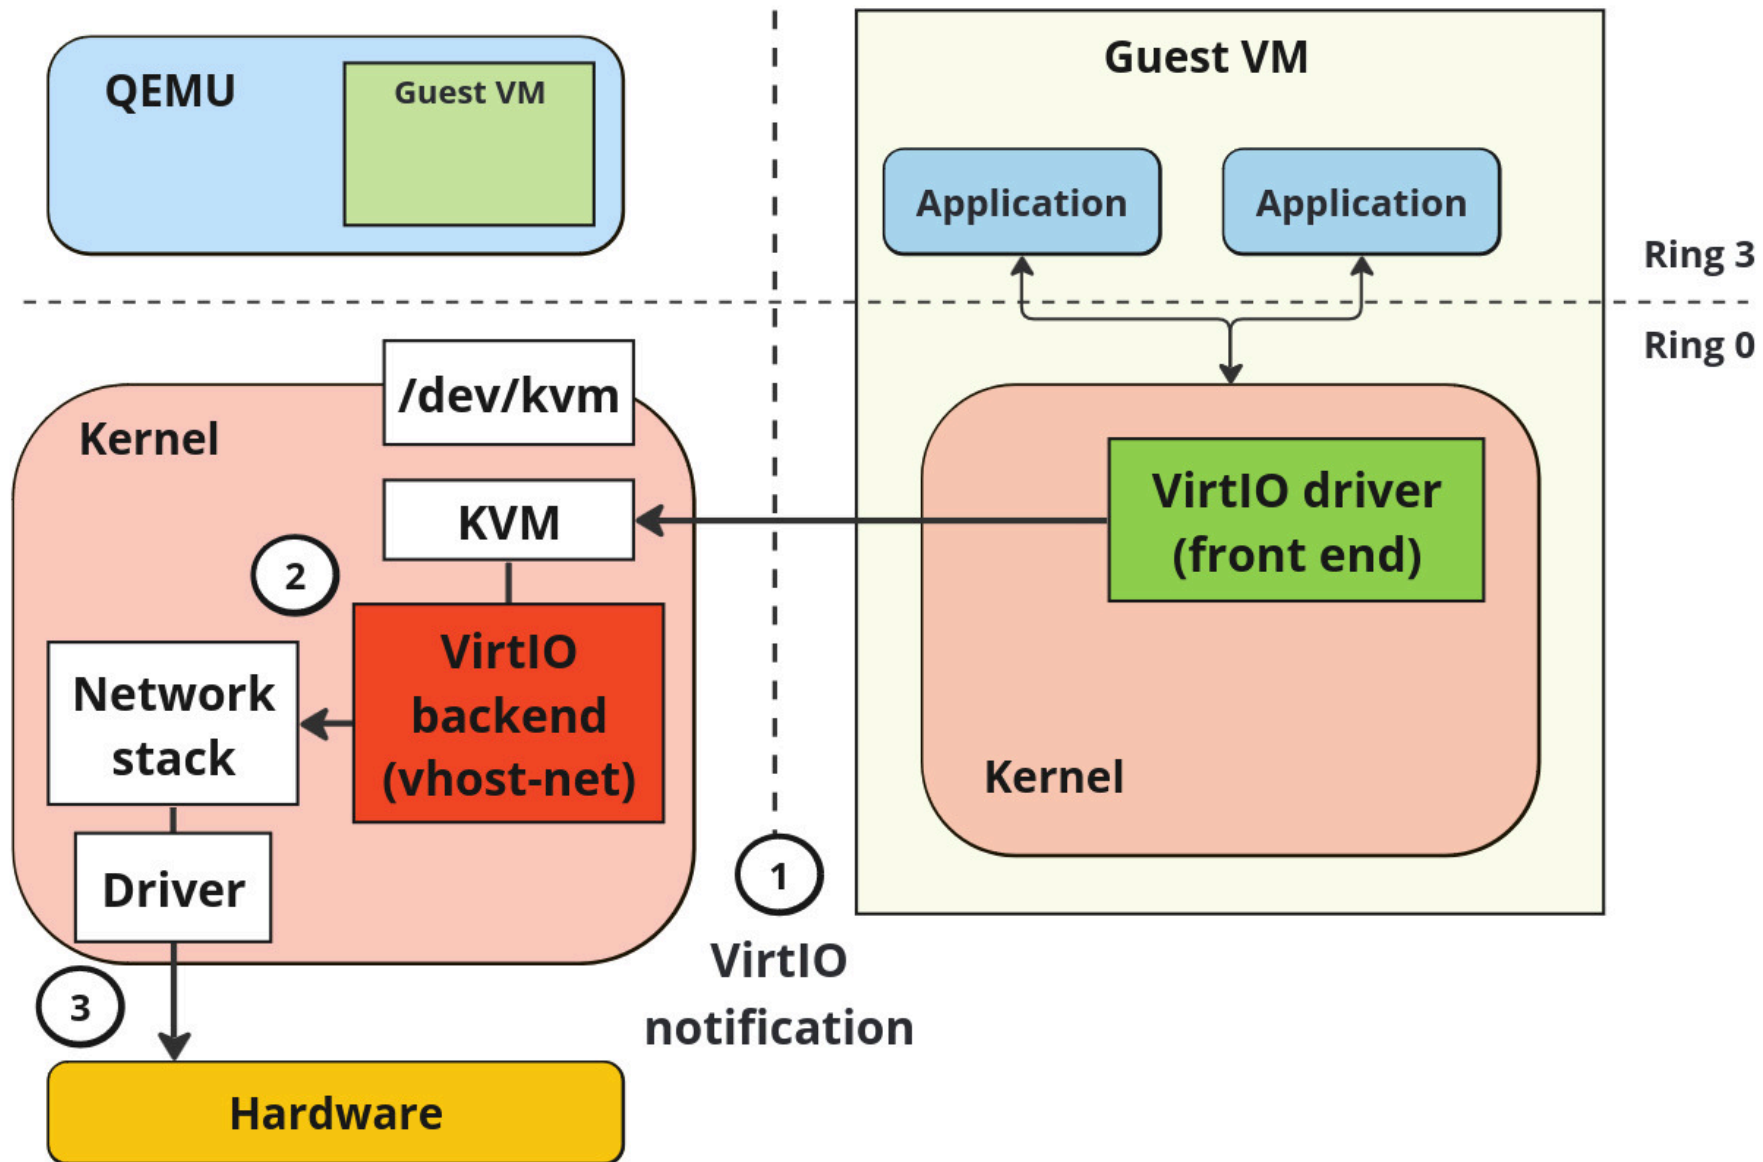 QEMU
Guest VM
Guest VM
Application
Application
Ring 3
Ring 0
/dev/kvm
Kernel
KVM
VirtIO driver
(front end)
2
VirtIO
backend
(vhost-net)
Network
stack
Kernel
Driver
1
VirtIO
notification
3
Hardware